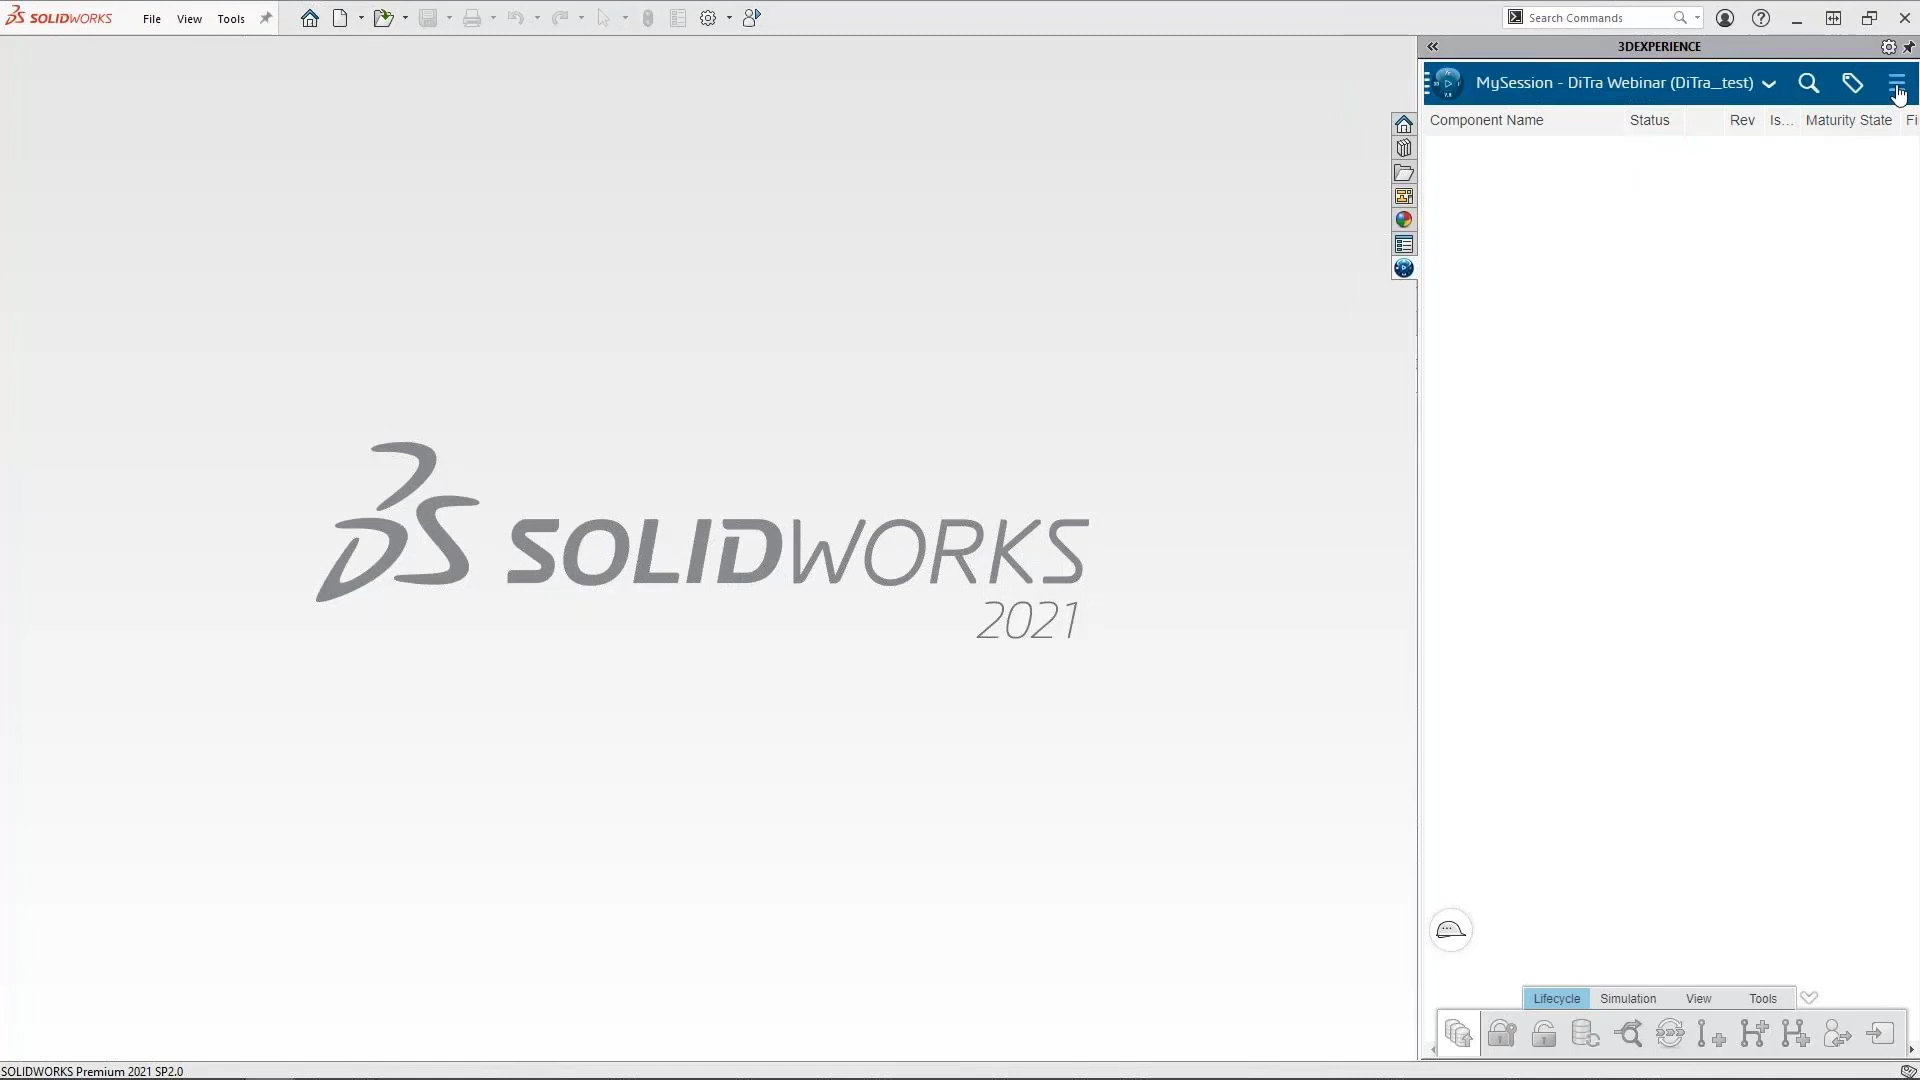 SOLIDWORKS File View Tools Search Commands
3DEXPERIENCE
MySession - DiTra Webinar (DiTra_test)
Component Name Status Rev Is... Maturity State Fi
SOLIDWORKS
2021
Lifecycle Simulation View Tools
SOLIDWORKS Premium 2021 SP2.0